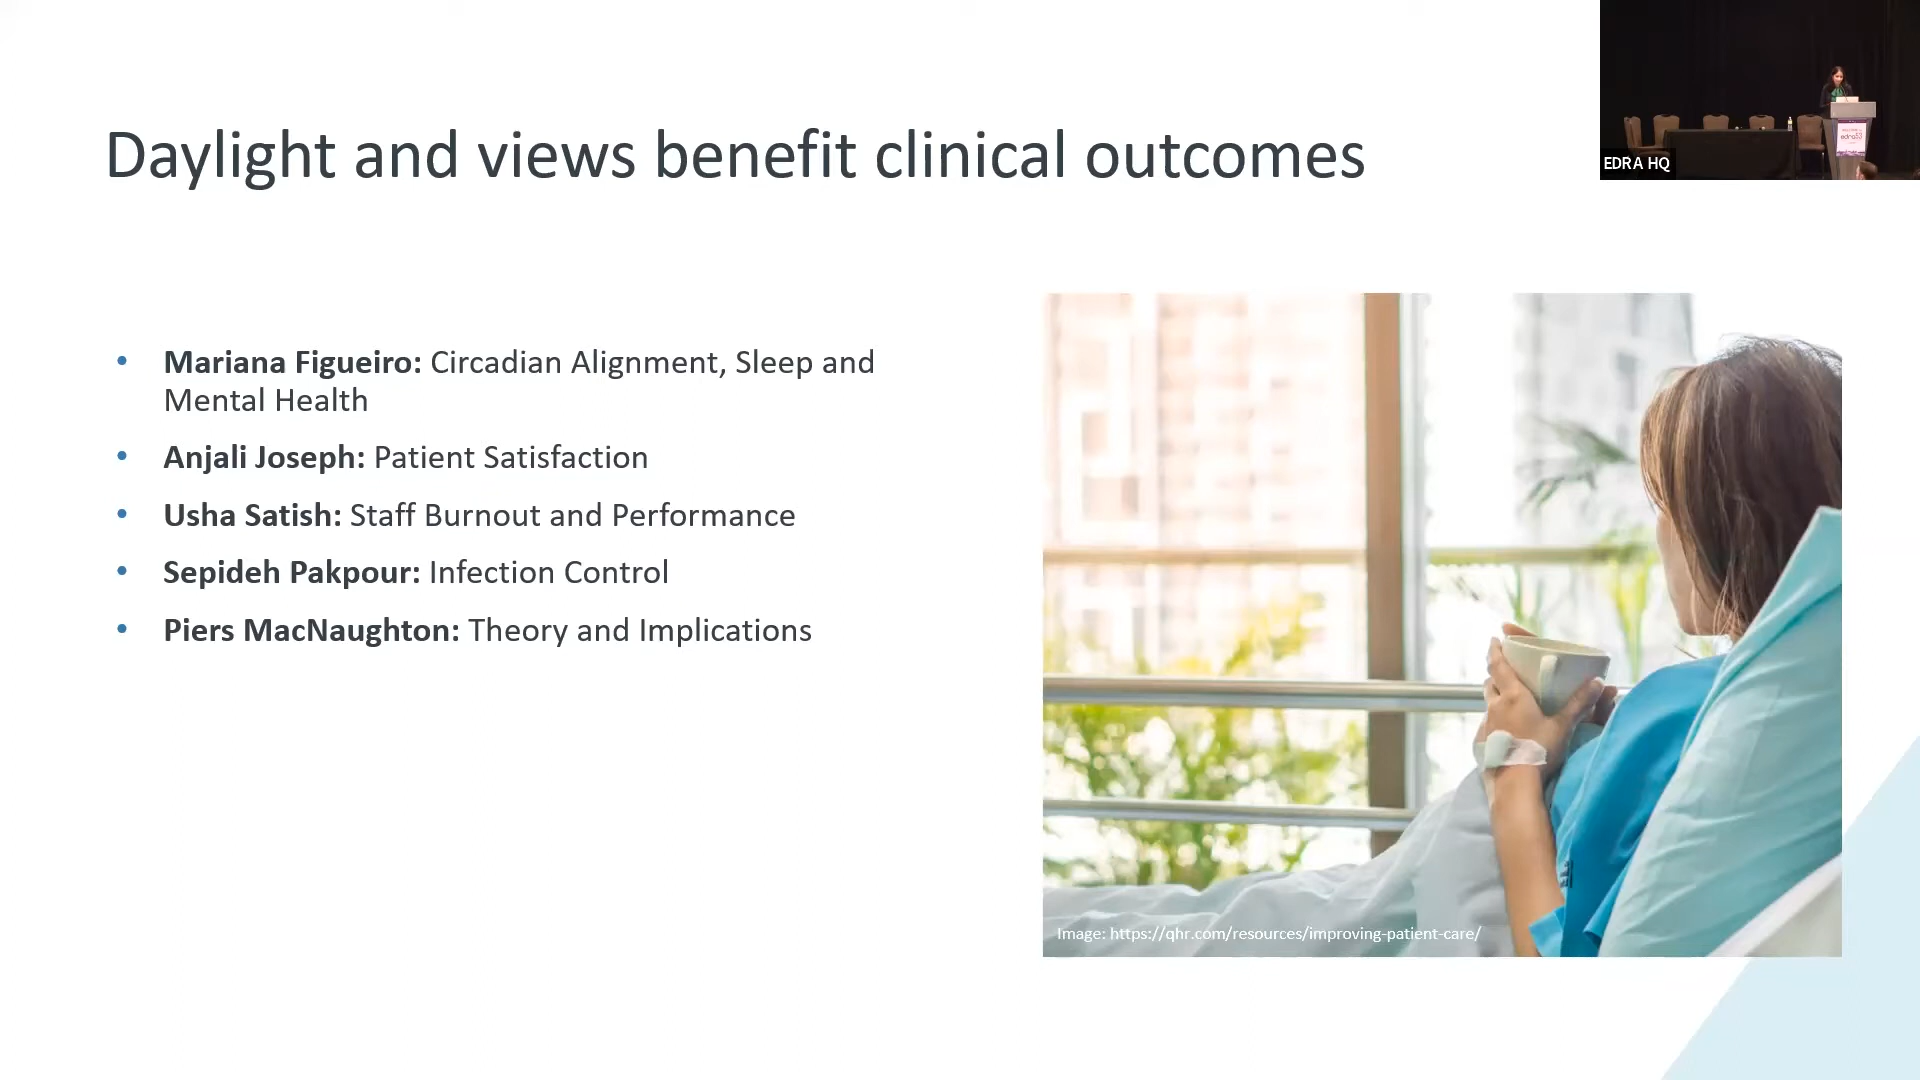 Daylight and views benefit clinical outcomes
EDRA HQ
• Mariana Figueiro: Circadian Alignment, Sleep and
Mental Health
• Anjali Joseph: Patient Satisfaction
• Usha Satish: Staff Burnout and Performance
• Sepideh Pakpour: Infection Control
• Piers MacNaughton: Theory and Implications
Image: https://qhr.com/resources/improving-patient-care/